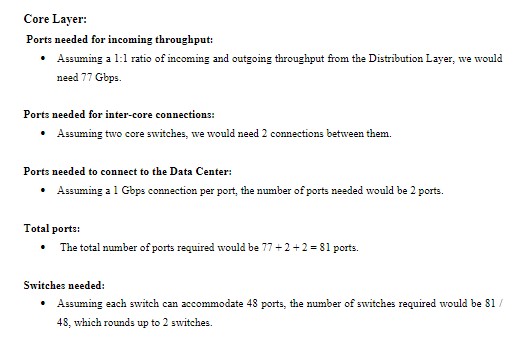 Core Layer:
Ports needed for incoming throughput:
• Assuming a 1:1 ratio of incoming and outgoing throughput from the Distribution Layer, we would
need 77 Gbps.
Ports needed for inter-core connections:
• Assuming two core switches, we would need 2 connections between them.
Ports needed to connect to the Data Center:
• Assuming a 1 Gbps connection per port, the number of ports needed would be 2 ports.
Total ports:
• The total number of ports required would be 77 + 2 + 2 = 81 ports.
Switches needed:
• Assuming each switch can accommodate 48 ports, the number of switches required would be 81 /
48, which rounds up to 2 switches.